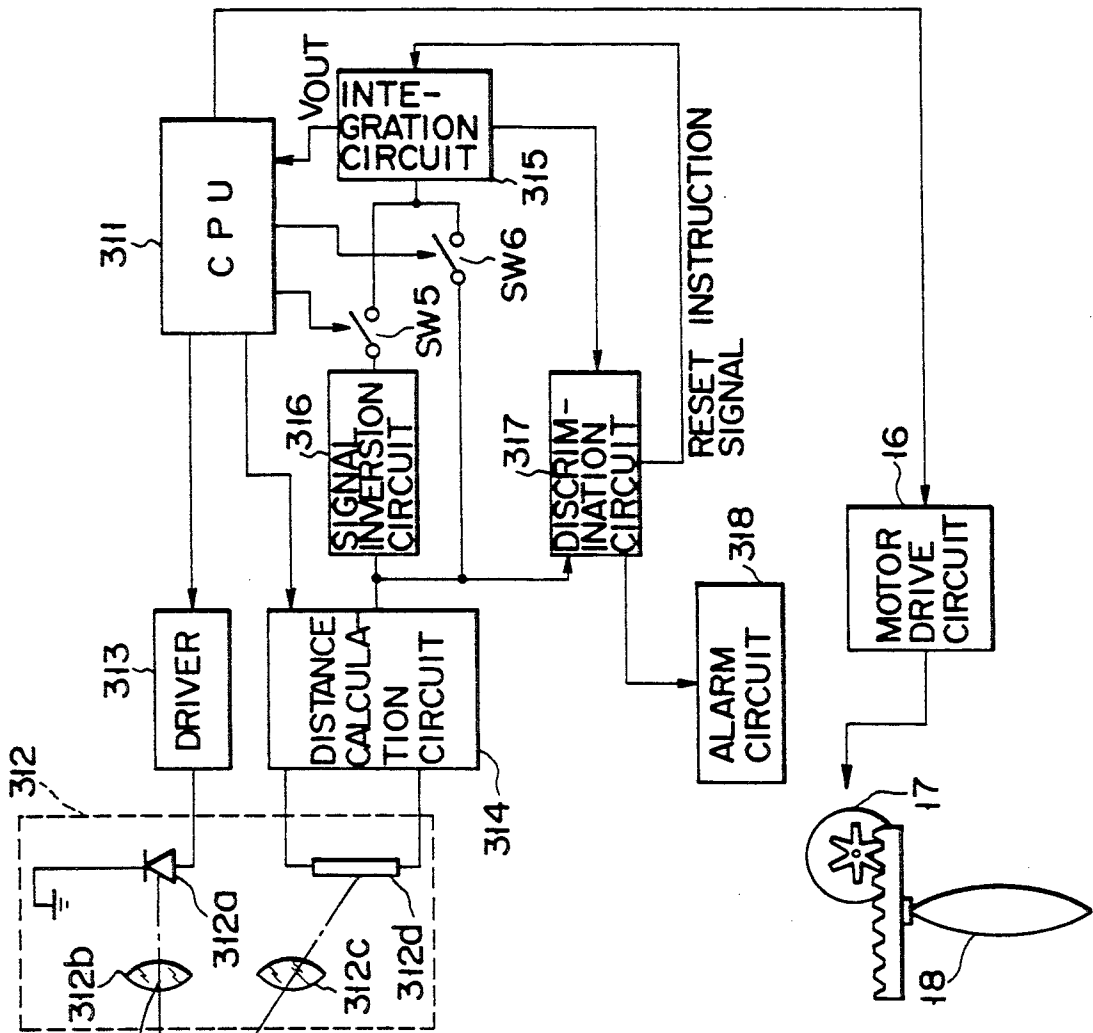 312
312b
312a
312c
312d
313
DRIVER
DISTANCE
CALCULA
TION
CIRCUIT
314
311
CPU
316
SIGNAL
INVERSION
CIRCUIT
SW5
SW6
VOUT
INTE-
GRATION
CIRCUIT
315
317
DISCRIM-
INATION
CIRCUIT
RESET INSTRUCTION
SIGNAL
318
ALARM
CIRCUIT
16
MOTOR
DRIVE
CIRCUIT
17
18